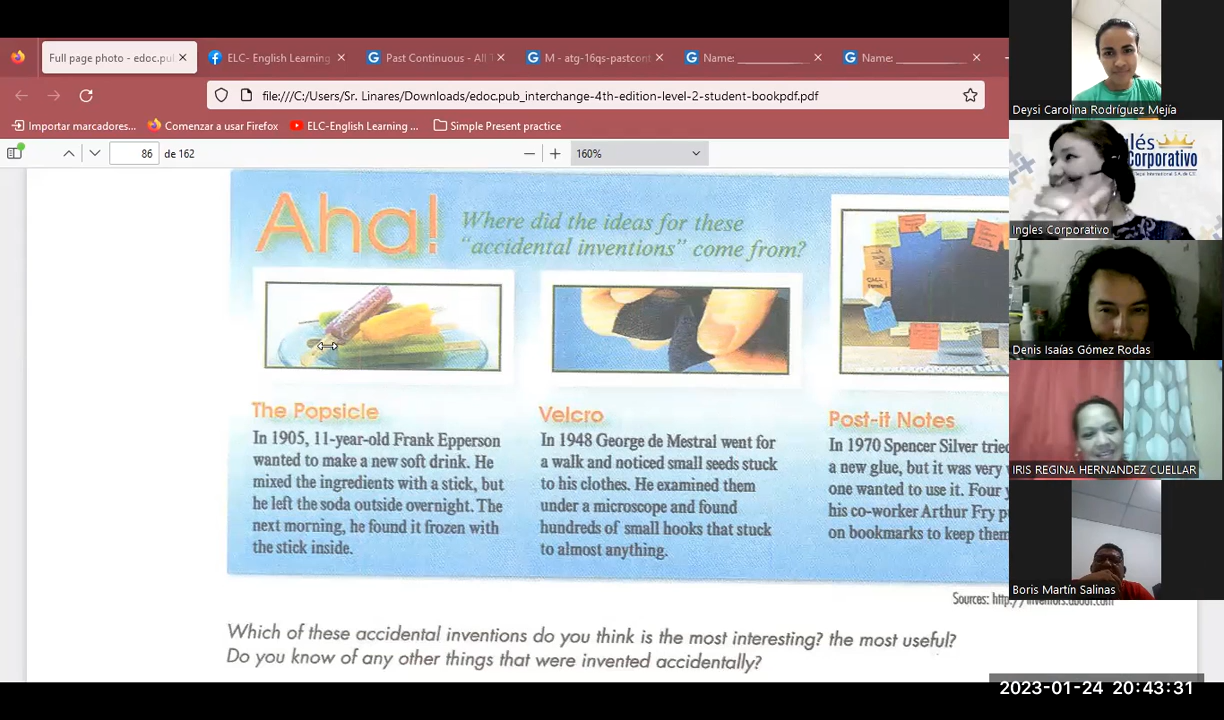 Full page photo - edoc.pul
ELC- English Learning
Past Continuous - All T
M - atg-16qs-pastcont
Name:
Name:
file:///C:/Users/Sr. Linares/Downloads/edoc.pub_interchange-4th-edition-level-2-student-bookpdf.pdf
Importar marcadores...
Comenzar a usar Firefox
ELC-English Learning ...
Simple Present practice
86 de 162
160%
Aha!
Where did the ideas for these
"accidental inventions" come from?
The Popsicle
In 1905, 11-year-old Frank Epperson
wanted to make a new soft drink. He
mixed the ingredients with a stick, but
he left the soda outside overnight. The
next morning, he found it frozen with
the stick inside.
Velcro
In 1948 George de Mestral went for
a walk and noticed small seeds stuck
to his clothes. He examined them
under a microscope and found
hundreds of small hooks that stuck
to almost anything.
Post-it Notes
In 1970 Spencer Silver tried
a new glue, but it was very
one wanted to use it. Four
his co-worker Arthur Fry
on bookmarks to keep them
Sources:
Which of these accidental inventions do you think is the most interesting? the most useful?
Do you know of any other things that were invented accidentally?
Deysi Carolina Rodríguez Mejía
glés
Corporativo
Ingles Corporativo
Denis Isaías Gómez Rodas
IRIS REGINA HERNANDEZ CUELLAR
Boris Martín Salinas
2023-01-24 20:43:31